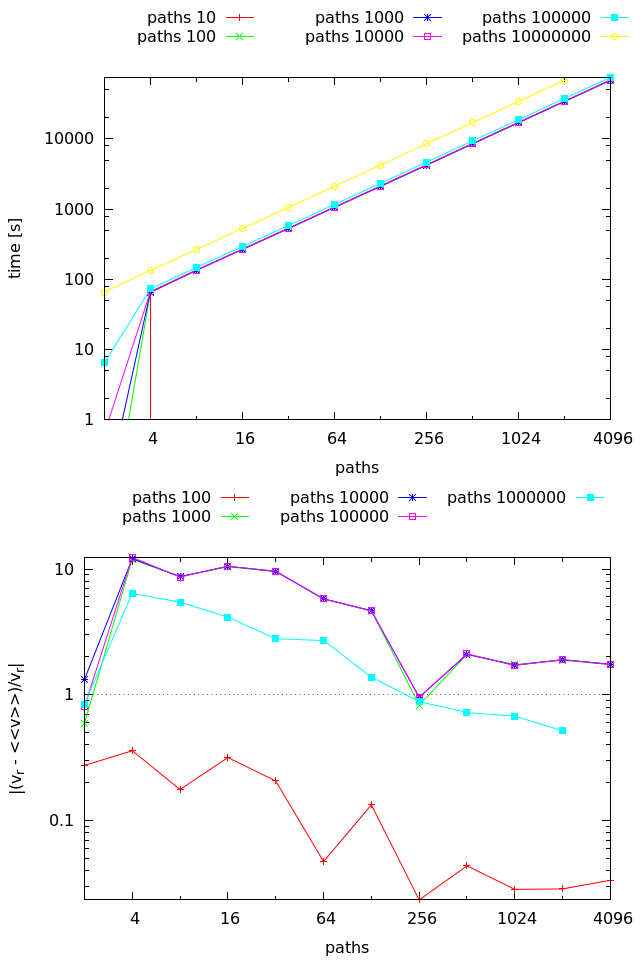 paths 10 paths 1000 paths 100000
paths 100 paths 10000 paths 10000000
10000
1000
100
10
1
time [s]
4 16 64 256 1024 4096
paths
paths 100 paths 10000 paths 1000000
paths 1000 paths 100000
10
1
0.1
|(vr - <<v>>)/vr|
4 16 64 256 1024 4096
paths